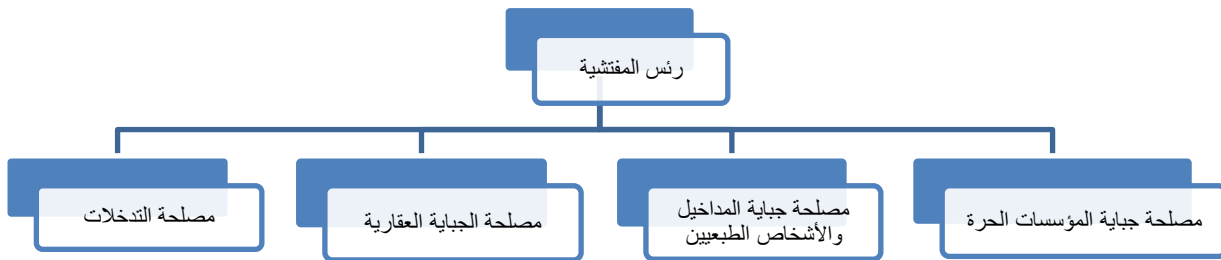 رئس المفتشية
مصلحة جباية المؤسسات الحرة
مصلحة جباية المداخيل
والأشخاص الطبعيين
مصلحة الجباية العقارية
مصلحة التدخلات